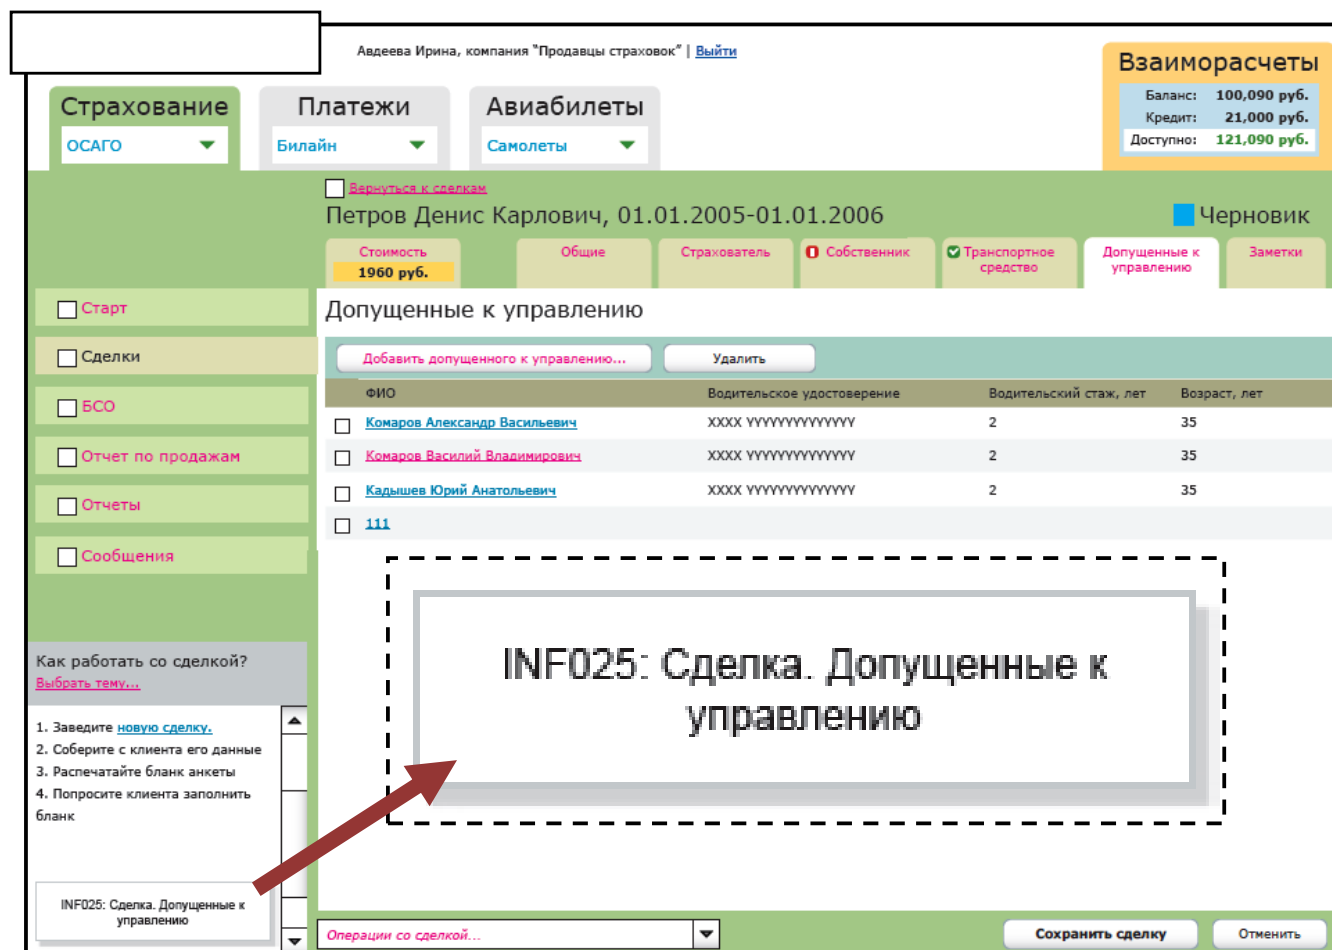 Авдеева Ирина, компания "Продавцы страховок" | Выйти
Взаиморасчеты
Баланс: 100,090 руб.
Кредит: 21,000 руб.
Доступно: 121,090 руб.
Страхование
Платежи
Авиабилеты
ОСАГО
Билайн
Самолеты
Вернуться к сделкам
Петров Денис Карлович, 01.01.2005-01.01.2006
Черновик
Стоимость
1960 руб.
Общие
Страхователь
Собственник
Транспортное
средство
Допущенные к
управлению
Заметки
Старт
Сделки
БСО
Отчет по продажам
Отчеты
Сообщения
Допущенные к управлению
Добавить допущенного к управлению...
Удалить
ФИО Водительское удостоверение Водительский стаж, лет Возраст, лет
Комаров Александр Васильевич XXXX YYYYYYYYYYYYYY 2 35
Комаров Василий Владимирович XXXX YYYYYYYYYYYYYY 2 35
Кадышев Юрий Анатольевич XXXX YYYYYYYYYYYYYY 2 35
111
INF025: Сделка. Допущенные к
управлению
Как работать со сделкой?
Выбрать тему...
1. Заведите новую сделку.
2. Соберите с клиента его данные
3. Распечатайте бланк анкеты
4. Попросите клиента заполнить
бланк
INF025: Сделка. Допущенные к
управлению
Операции со сделкой...
Сохранить сделку
Отменить